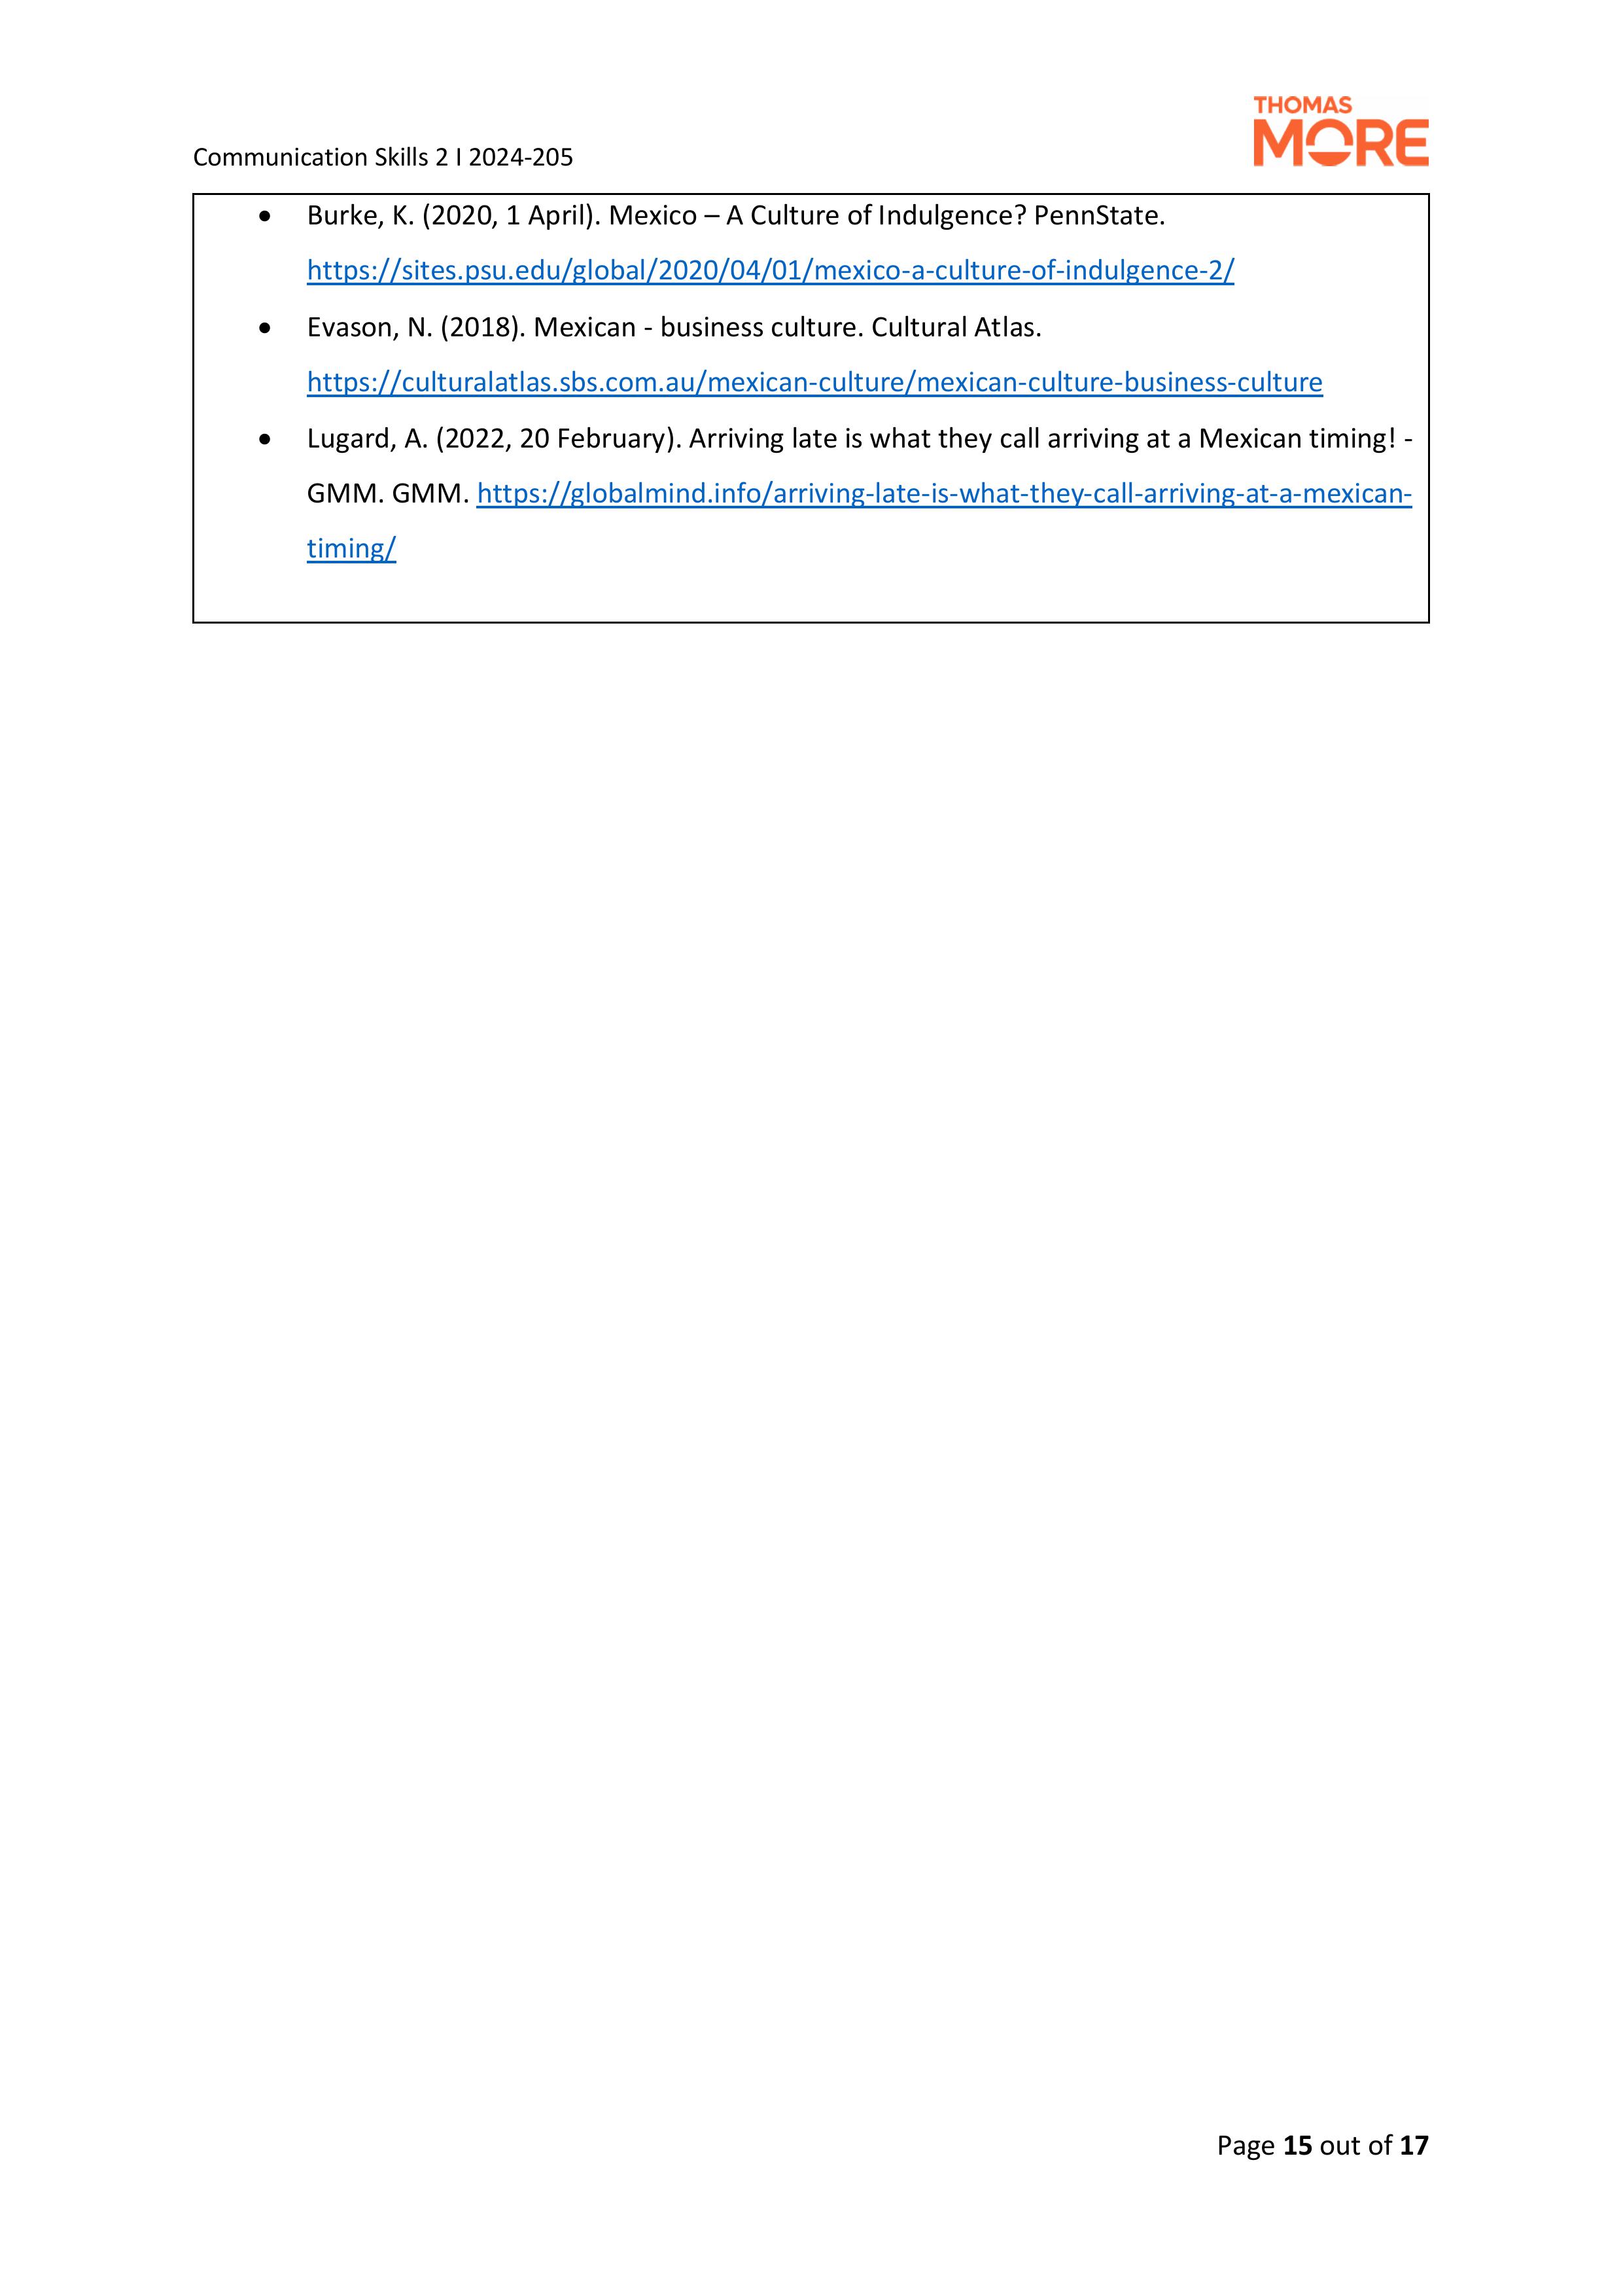 THOMAS
MORE
Communication Skills 2 I 2024-205
• Burke, K. (2020, 1 April). Mexico – A Culture of Indulgence? PennState.
https://sites.psu.edu/global/2020/04/01/mexico-a-culture-of-indulgence-2/
• Evason, N. (2018). Mexican - business culture. Cultural Atlas.
https://culturalatlas.sbs.com.au/mexican-culture/mexican-culture-business-culture
• Lugard, A. (2022, 20 February). Arriving late is what they call arriving at a Mexican timing! -
GMM. GMM. https://globalmind.info/arriving-late-is-what-they-call-arriving-at-a-mexican-
timing/
Page 15 out of 17